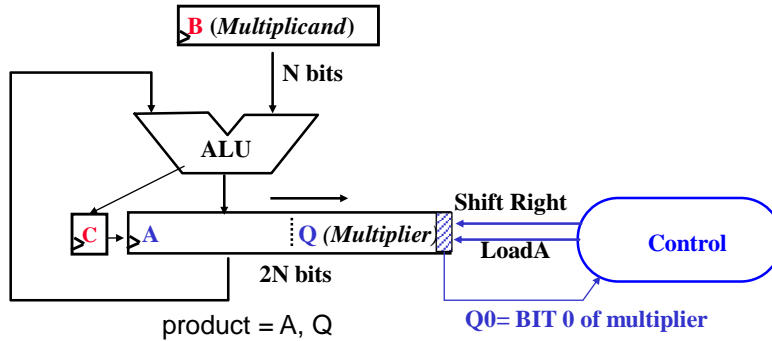 B (Multiplicand)
N bits
ALU
Shift Right
C
A
Q (Multiplier)
Control
LoadA
2N bits
Q0= BIT 0 of multiplier
product = A, Q